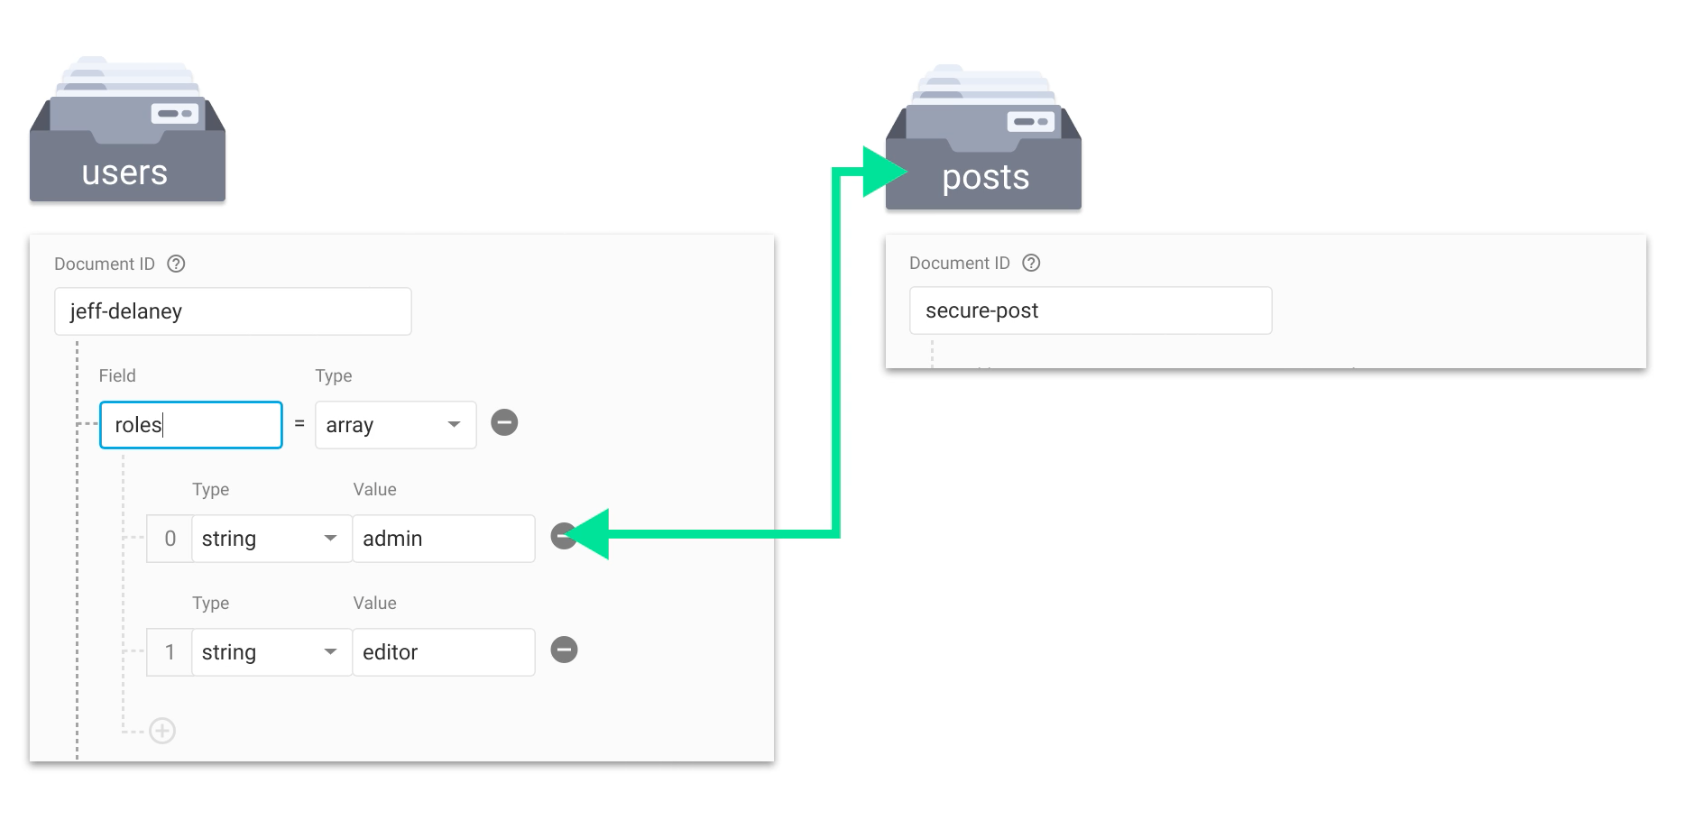 users
Document ID
jeff-delaney
Field Type
roles = array
Type Value
0 string admin
Type Value
1 string editor
posts
Document ID
secure-post